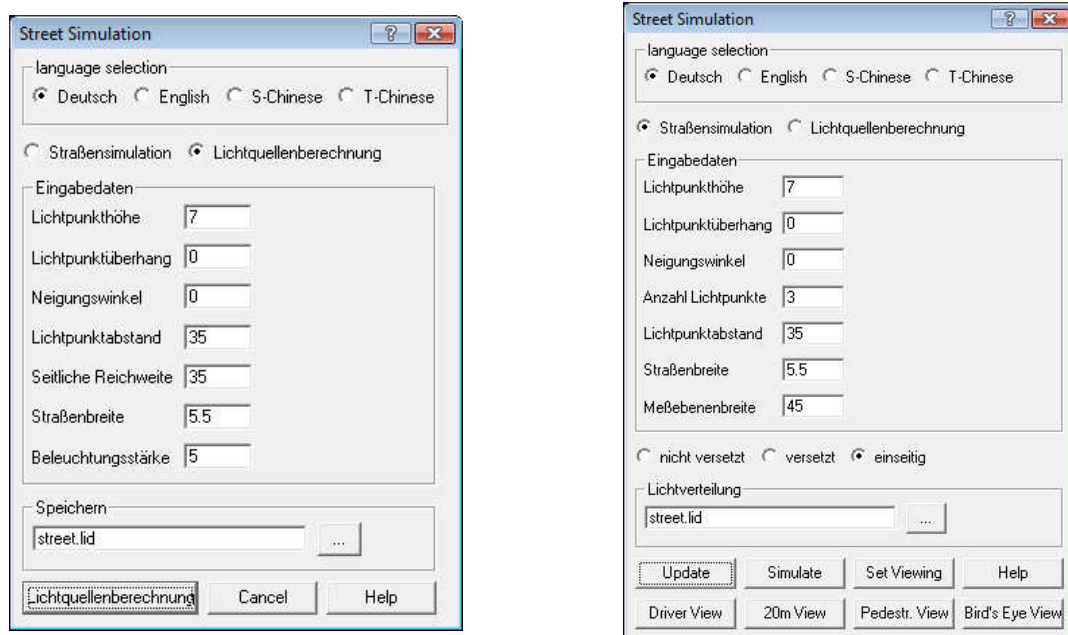 Street Simulation
language selection
Deutsch English S-Chinese T-Chinese
Straßensimulation Lichtquellenberechnung
Eingabedaten
Lichtpunkthöhe 7
Lichtpunktüberhang 0
Neigungswinkel 0
Lichtpunktabstand 35
Seitliche Reichweite 35
Straßenbreite 5.5
Beleuchtungsstärke 5
Speichern
street.lid ...
Lichtquellenberechnung Cancel Help
Street Simulation
language selection
Deutsch English S-Chinese T-Chinese
Straßensimulation Lichtquellenberechnung
Eingabedaten
Lichtpunkthöhe 7
Lichtpunktüberhang 0
Neigungswinkel 0
Anzahl Lichtpunkte 3
Lichtpunktabstand 35
Straßenbreite 5.5
Meßebenenbreite 45
nicht versetzt versetzt einseitig
Lichtverteilung
street.lid ...
Update Simulate Set Viewing Help
Driver View 20m View Pedestr. View Bird's Eye View